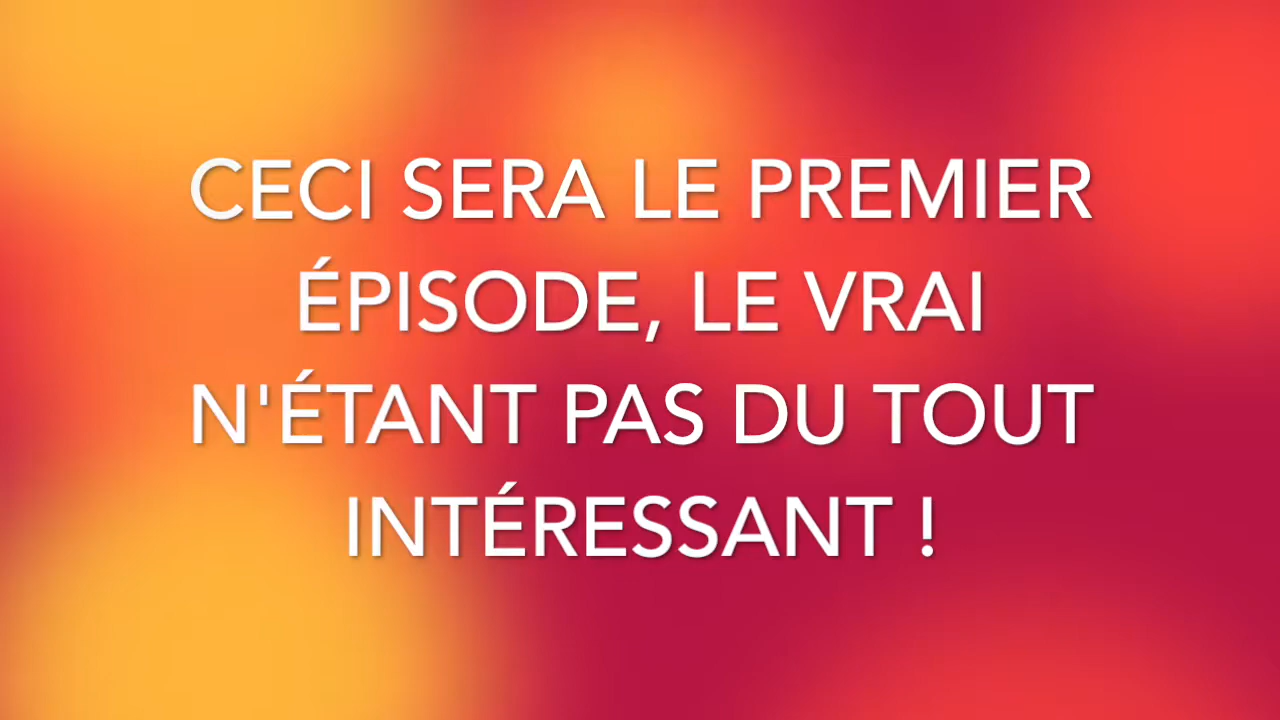 CECI SERA LE PREMIER
ÉPISODE, LE VRAI
N'ÉTANT PAS DU TOUT
INTÉRESSANT !